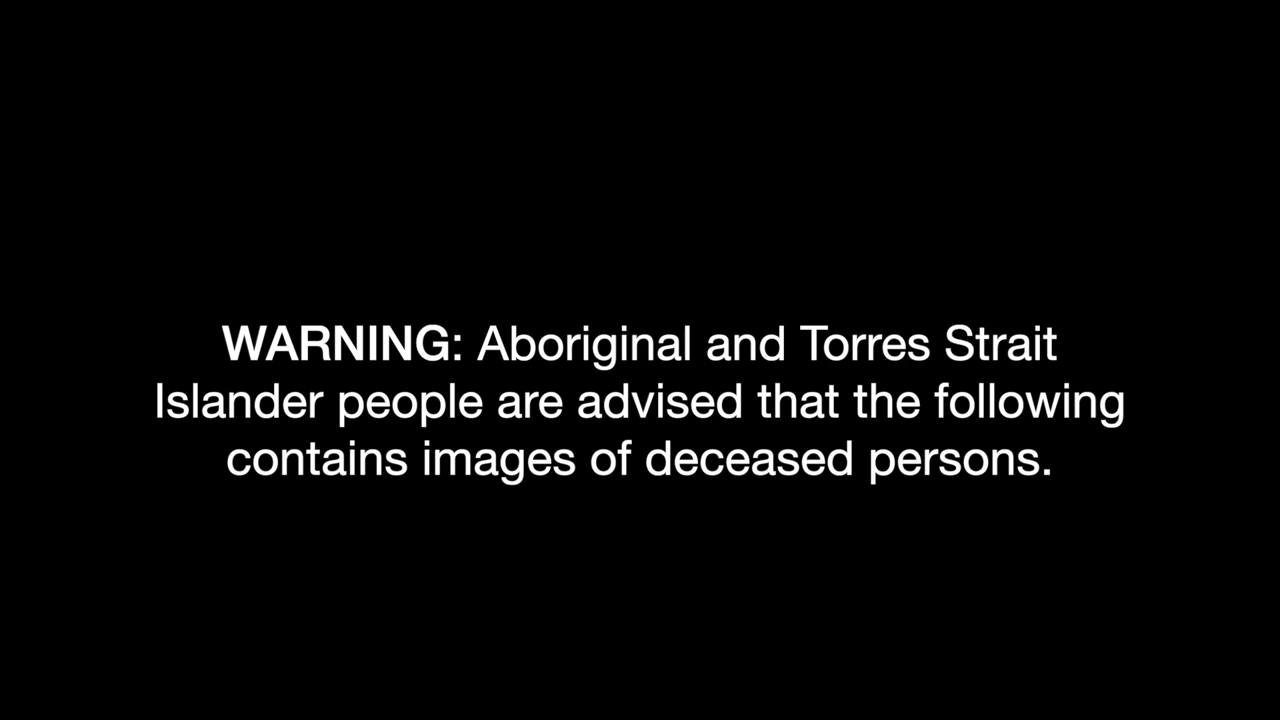 WARNING: Aboriginal and Torres Strait
Islander people are advised that the following
contains images of deceased persons.